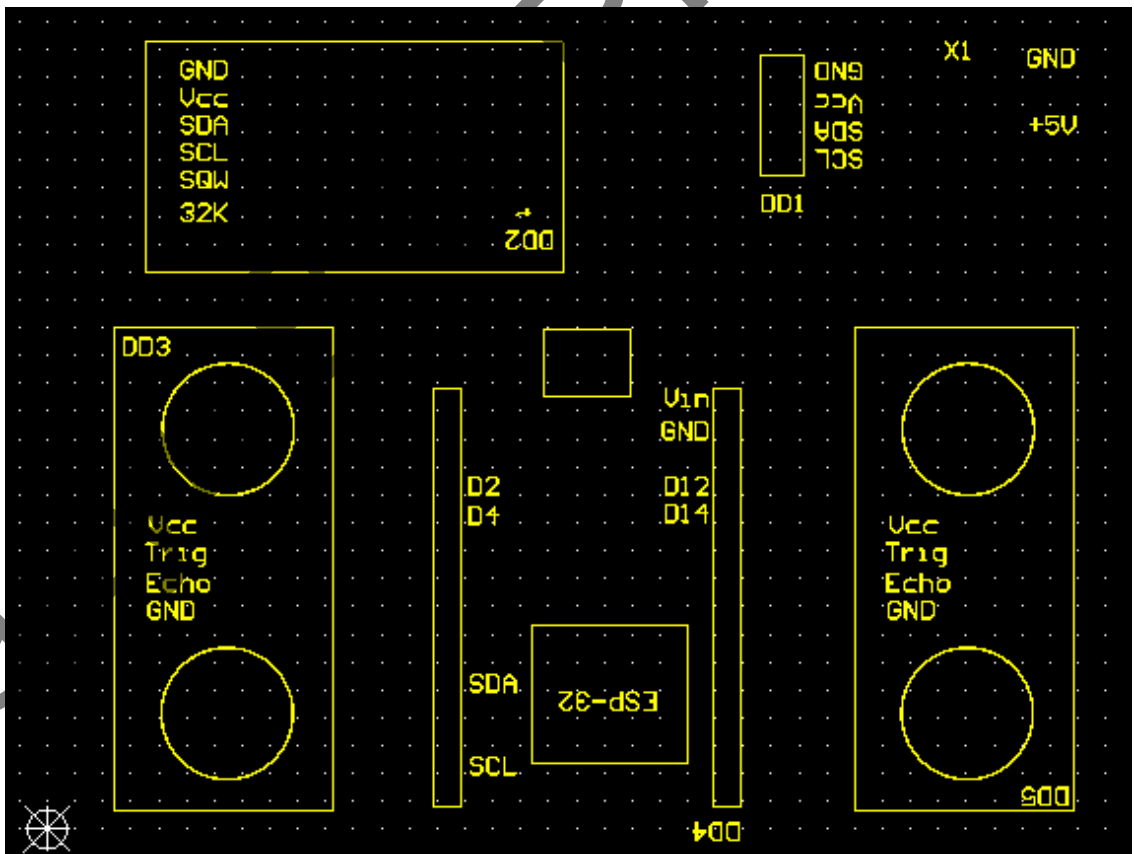 GND
Vcc
SDA
SCL
SQW
32K
DD2
GND
Vcc
SDA
SCL
DD1
X1
GND
+5V
DD3
Vcc
Trig
Echo
GND
D2
D4
SDA
SCL
Vin
GND
D12
D14
ESP-32
DD4
Vcc
Trig
Echo
GND
DD5